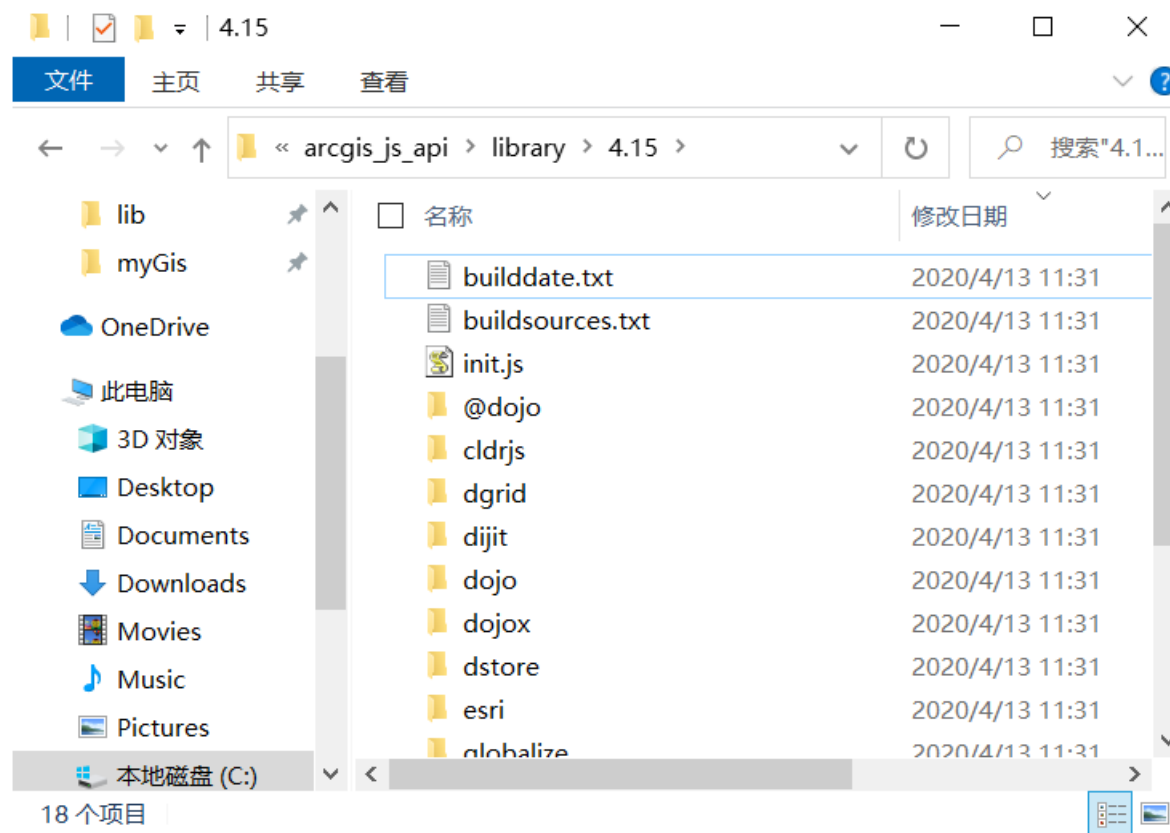 4.15
文件 主页 共享 查看
« arcgis_js_api > library > 4.15 > 搜索"4.1...
名称 修改日期
lib
myGis
OneDrive
此电脑
3D 对象
Desktop
Documents
Downloads
Movies
Music
Pictures
本地磁盘 (C:)
builddate.txt 2020/4/13 11:31
buildsources.txt 2020/4/13 11:31
init.js 2020/4/13 11:31
@dojo 2020/4/13 11:31
cldrjs 2020/4/13 11:31
dgrid 2020/4/13 11:31
dijit 2020/4/13 11:31
dojo 2020/4/13 11:31
dojox 2020/4/13 11:31
dstore 2020/4/13 11:31
esri 2020/4/13 11:31
globalize 2020/4/13 11:31
18 个项目